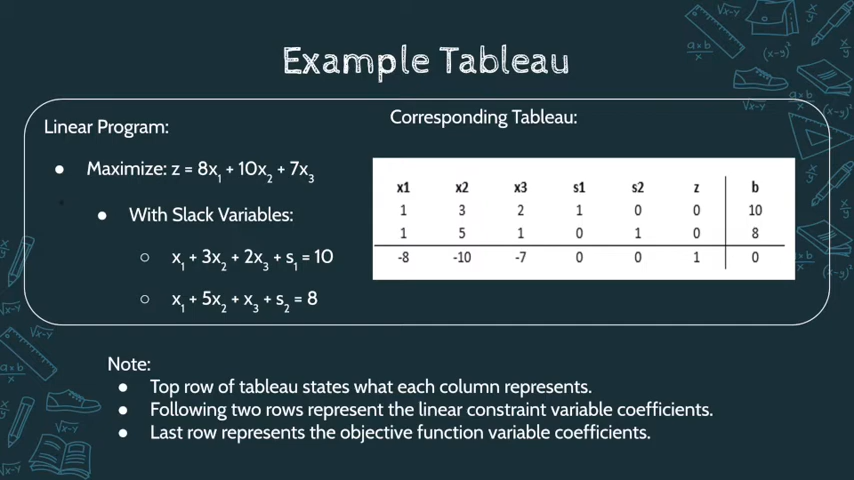 Example Tableau
Linear Program:
● Maximize: z = 8x₁ + 10x₂ + 7x₃
● With Slack Variables:
○ x₁ + 3x₂ + 2x₃ + s₁ = 10
○ x₁ + 5x₂ + x₃ + s₂ = 8
Corresponding Tableau:
x1 x2 x3 s1 s2 z b
1 3 2 1 0 0 10
1 5 1 0 1 0 8
-8 -10 -7 0 0 1 0
Note:
● Top row of tableau states what each column represents.
● Following two rows represent the linear constraint variable coefficients.
● Last row represents the objective function variable coefficients.